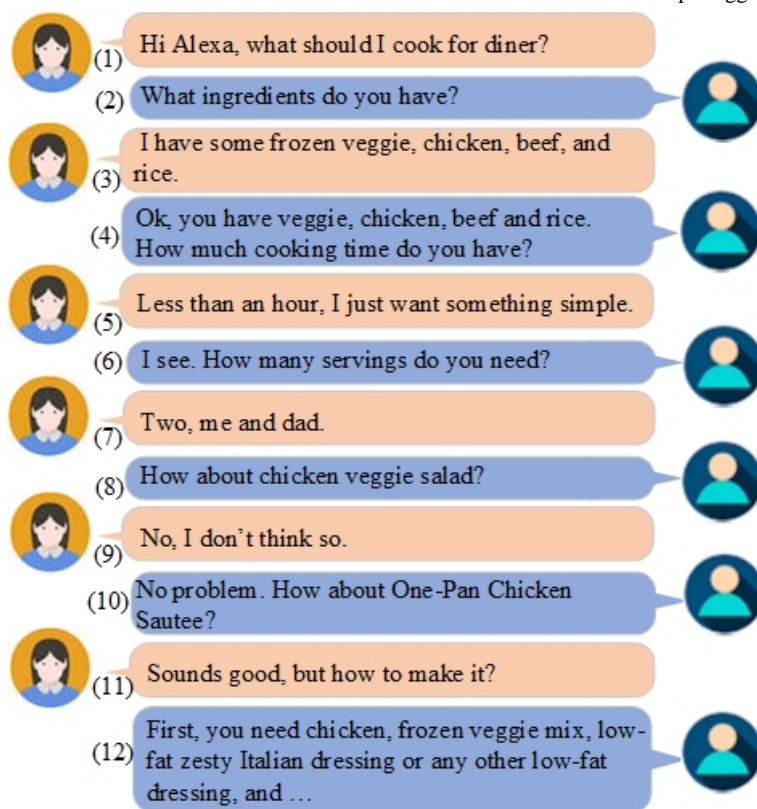 (1) Hi Alexa, what should I cook for diner?
(2) What ingredients do you have?
I have some frozen veggie, chicken, beef, and
(3) rice.
Ok, you have veggie, chicken, beef and rice.
(4) How much cooking time do you have?
(5) Less than an hour, I just want something simple.
(6) I see. How many servings do you need?
(7) Two, me and dad.
(8) How about chicken veggie salad?
(9) No, I don't think so.
No problem. How about One-Pan Chicken
(10) Sautee?
(11) Sounds good, but how to make it?
First, you need chicken, frozen veggie mix, low-
(12) fat zesty Italian dressing or any other low-fat
dressing, and …